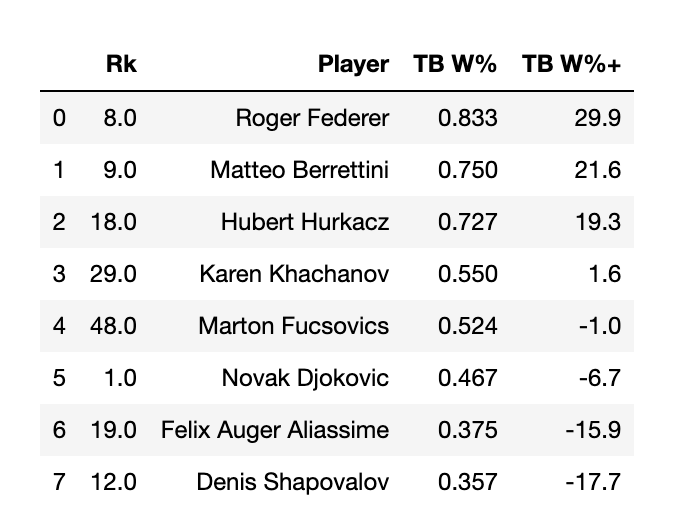 Rk Player TB W% TB W%+
0 8.0 Roger Federer 0.833 29.9
1 9.0 Matteo Berrettini 0.750 21.6
2 18.0 Hubert Hurkacz 0.727 19.3
3 29.0 Karen Khachanov 0.550 1.6
4 48.0 Marton Fucsovics 0.524 -1.0
5 1.0 Novak Djokovic 0.467 -6.7
6 19.0 Felix Auger Aliassime 0.375 -15.9
7 12.0 Denis Shapovalov 0.357 -17.7